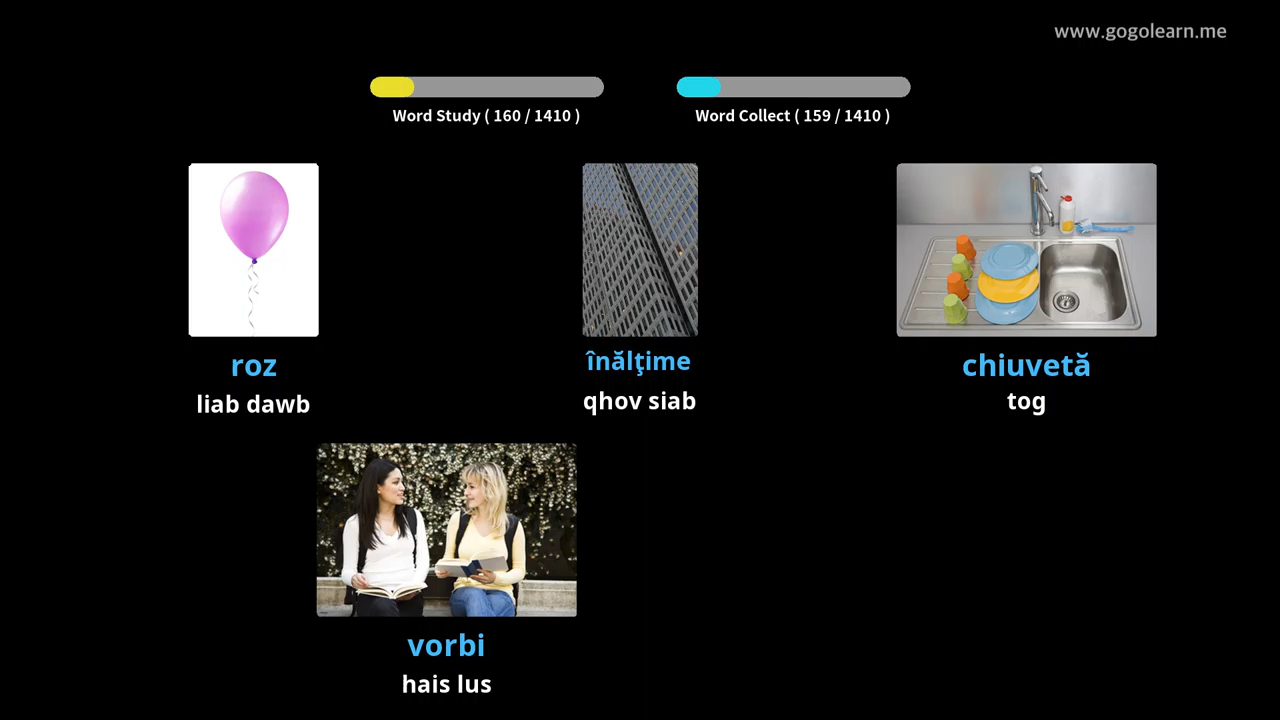 www.gogolearn.me
Word Study ( 160 / 1410 )
Word Collect ( 159 / 1410 )
roz
înălţime
chiuvetă
liab dawb
qhov siab
tog
vorbi
hais lus